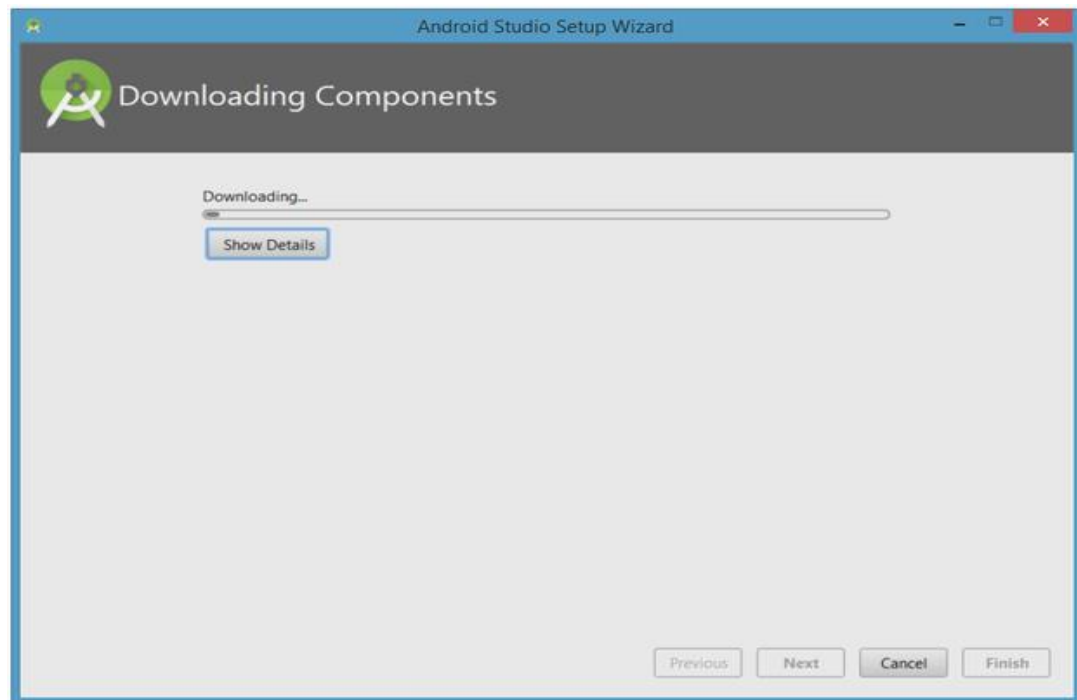 Android Studio Setup Wizard
Downloading Components
Downloading...
Show Details
Previous
Next
Cancel
Finish